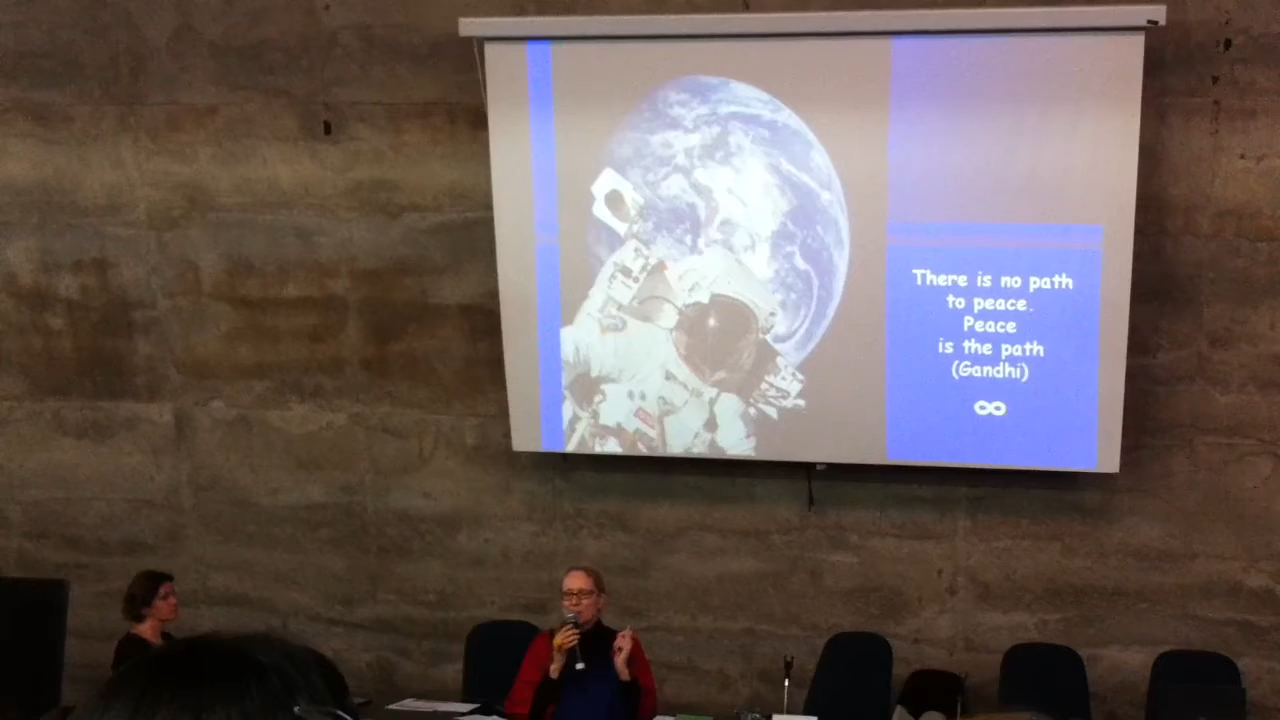 There is no path
to peace.
Peace
is the path
(Gandhi)